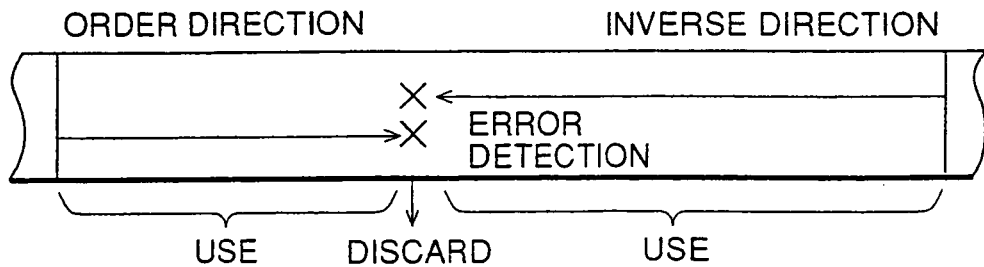 ORDER DIRECTION
INVERSE DIRECTION
ERROR
DETECTION
USE
DISCARD
USE